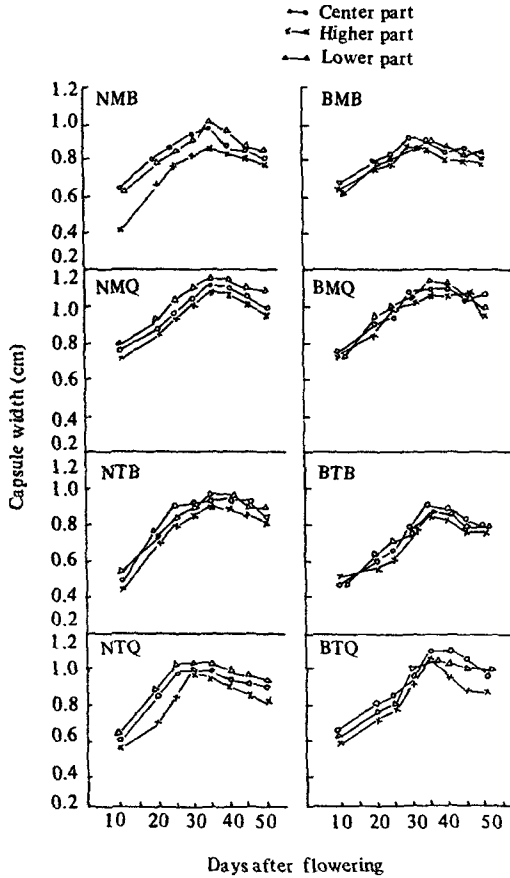 Center part
Higher part
Lower part
NMB
BMB
1.2
1.0
0.8
0.6
0.4
0.2
NMQ
BMQ
1.2
1.0
0.8
0.6
0.4
0.2
NTB
BTB
1.2
1.0
0.8
0.6
0.4
0.2
NTQ
BTQ
1.0
0.8
0.6
0.4
0.2
Capsule width (cm)
10 20 30 40 50 10 20 30 40 50
Days after flowering